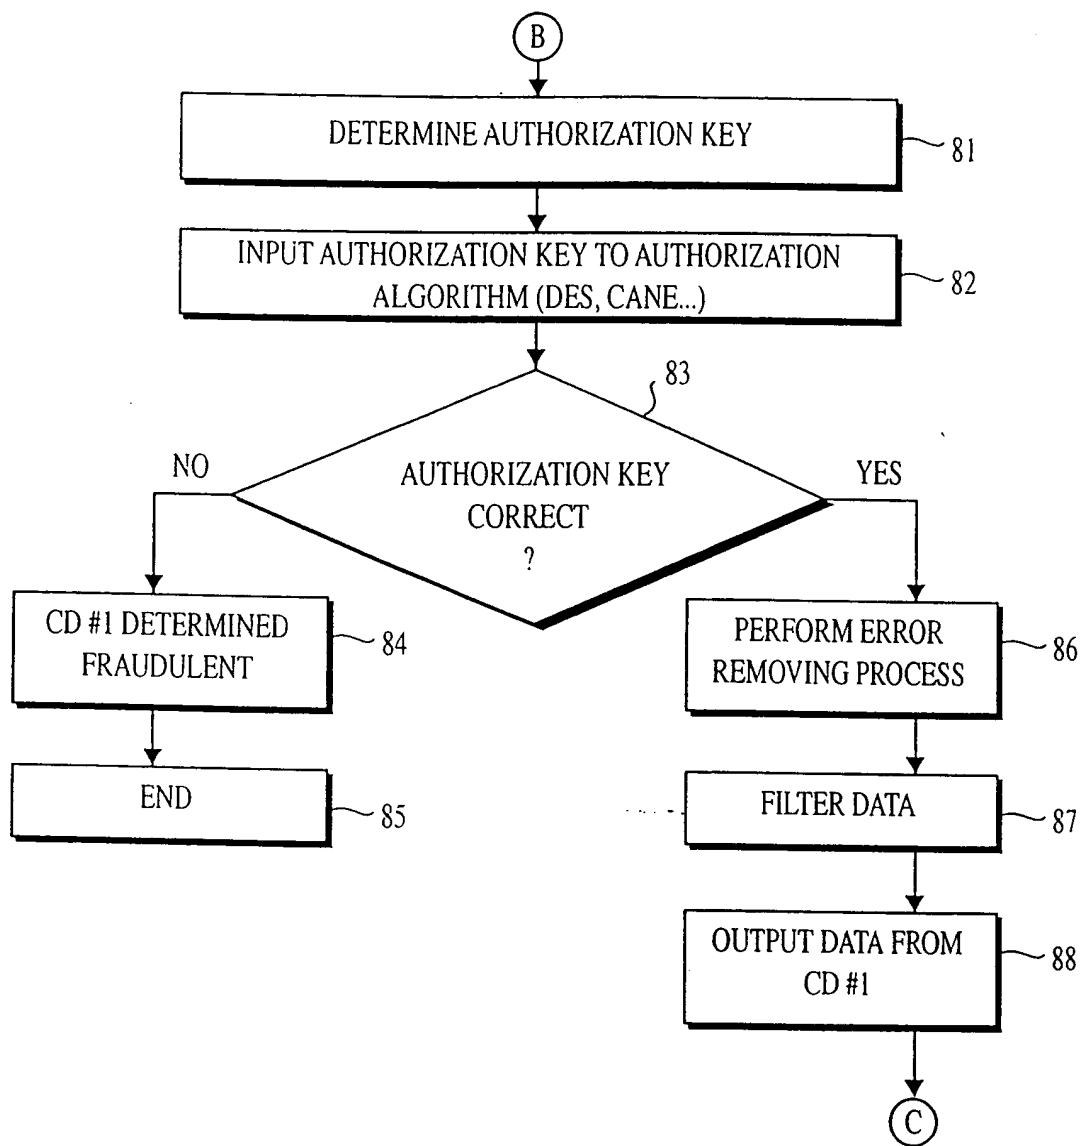 B
DETERMINE AUTHORIZATION KEY
81
INPUT AUTHORIZATION KEY TO AUTHORIZATION
ALGORITHM (DES, CANE...)
82
83
AUTHORIZATION KEY
CORRECT
?
NO
YES
CD #1 DETERMINED
FRAUDULENT
84
END
85
PERFORM ERROR
REMOVING PROCESS
86
FILTER DATA
87
OUTPUT DATA FROM
CD #1
88
C